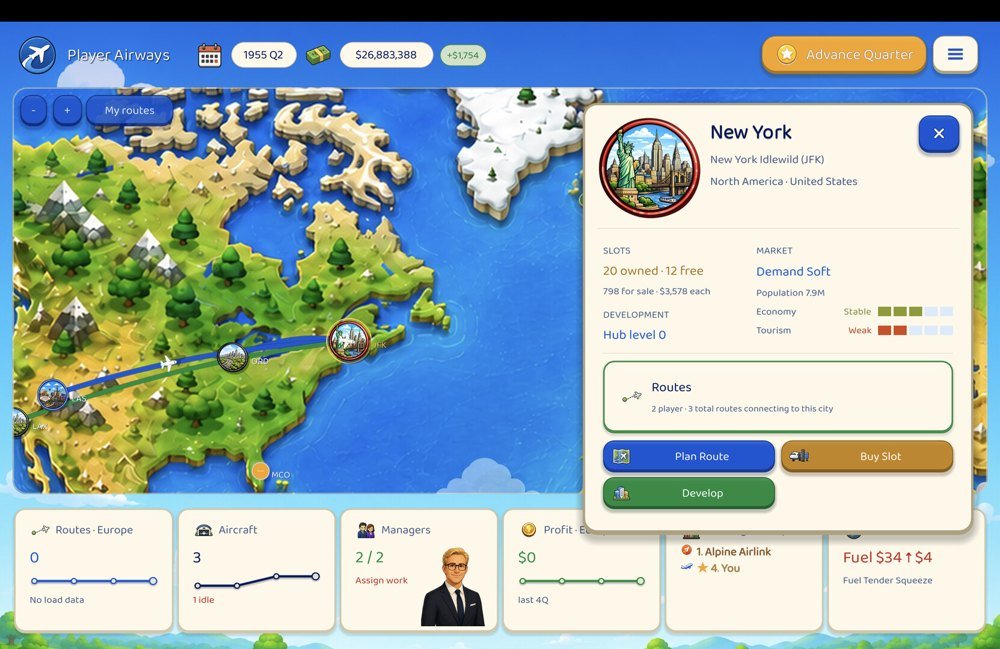 Player Airways
1955 Q2
$26,883,388
+$1,754
Advance Quarter
-
+
My routes
ORD
LAS
LAX
MCO
New York
New York Idlewild (JFK)
North America · United States
SLOTS
20 owned · 12 free
798 for sale · $3,578 each
DEVELOPMENT
Hub level 0
MARKET
Demand Soft
Population 7.9M
Economy
Stable
Tourism
Weak
Routes
2 player · 3 total routes connecting to this city
Plan Route
Buy Slot
Develop
Routes · Europe
0
No load data
Aircraft
3
1 idle
Managers
2 / 2
Assign work
Profit ·
$0
last 4Q
1. Alpine Airlink
4. You
Fuel $34 ↑ $4
Fuel Tender Squeeze